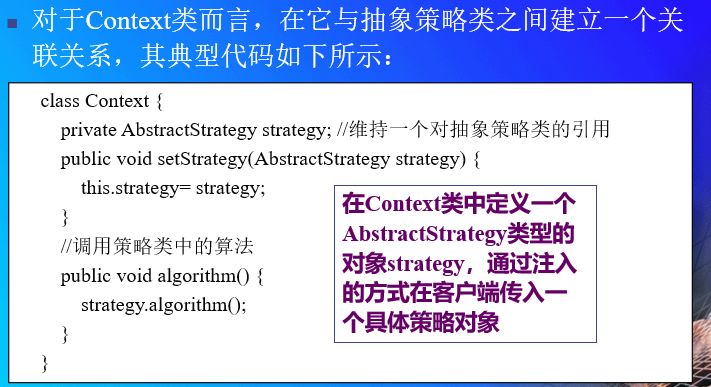 对于Context类而言，在它与抽象策略类之间建立一个关
联关系，其典型代码如下所示：
class Context {
private AbstractStrategy strategy; //维持一个对抽象策略类的引用
public void setStrategy(AbstractStrategy strategy) {
this.strategy= strategy;
}
//调用策略类中的算法
public void algorithm() {
strategy.algorithm();
}
}
在Context类中定义一个
AbstractStrategy类型的
对象strategy，通过注入
的方式在客户端传入一
个具体策略对象